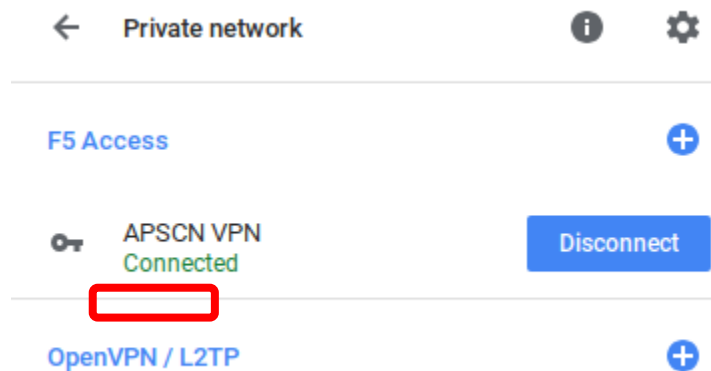 Private network
F5 Access
APSCN VPN
Connected
Disconnect
OpenVPN / L2TP